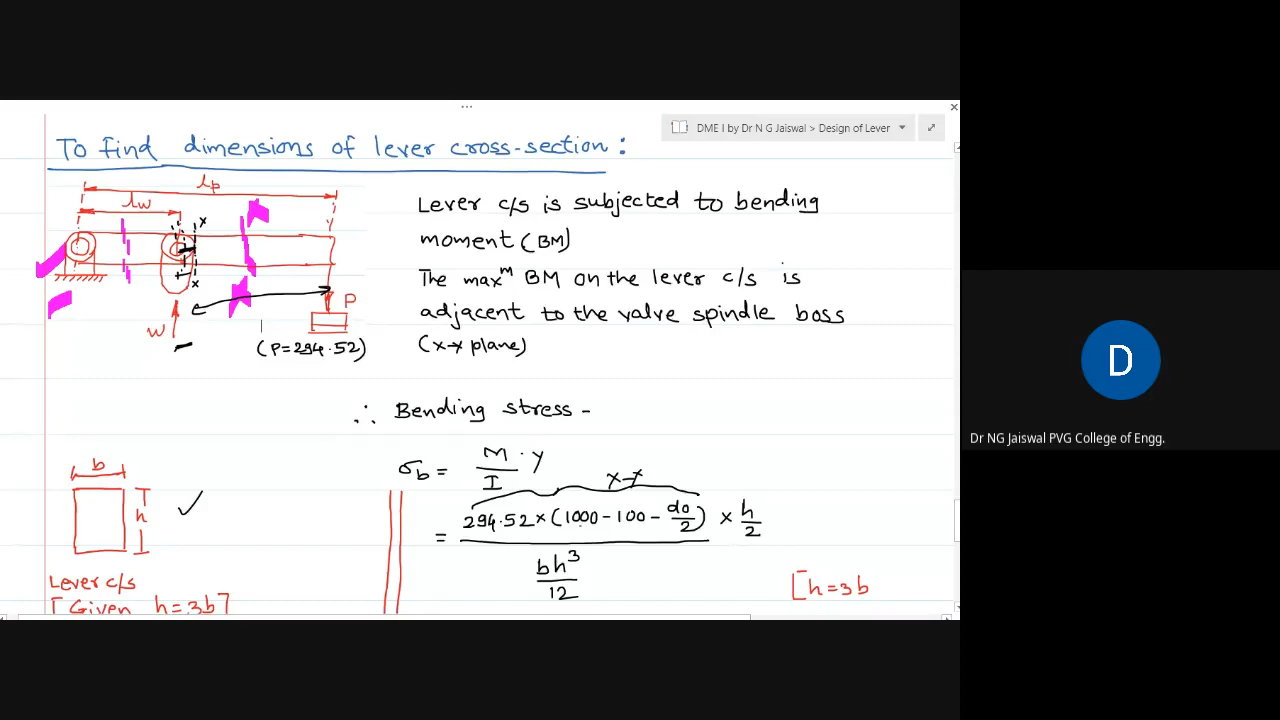 ...
DME I by Dr N G Jaiswal > Design of Lever
To find dimensions of lever cross-section :
lp
lw
x
x
W
P
(P=294.52)
Lever c/s is subjected to bending
moment (BM)
The maxᵐ BM on the lever c/s is
adjacent to the valve spindle boss
(x-x plane)
∴ Bending stress -
σb = M/I · y
x-x
= 294.52 × (1000 - 100 - do/2) × h/2
bh³/12
[h=3b
b
h
Lever c/s
[Given h=3b]
D
Dr NG Jaiswal PVG College of Engg.